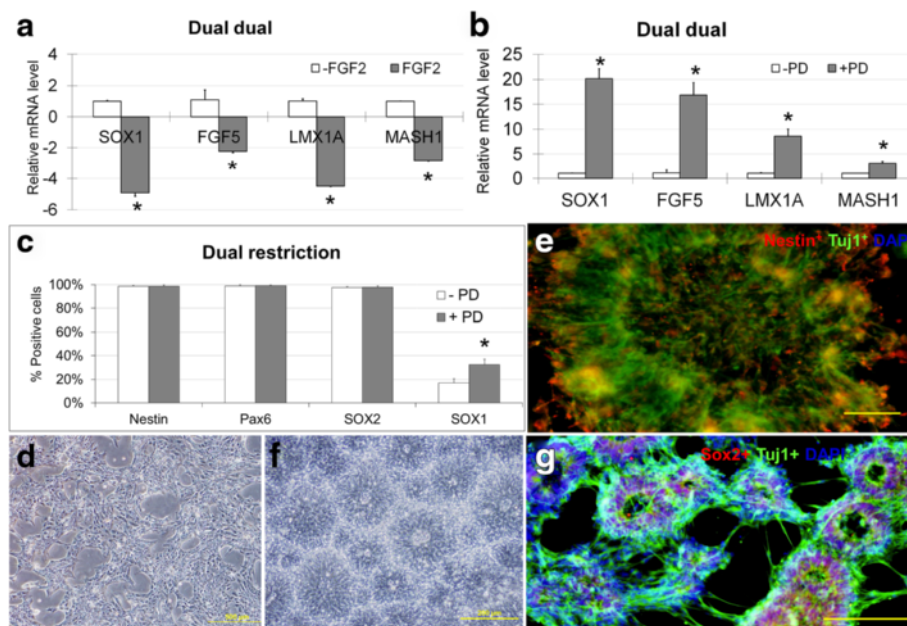 a
Dual dual
Relative mRNA level
4
2
0
-2
-4
-6
-FGF2
FGF2
SOX1
FGF5
LMX1A
MASH1
*
*
*
*
b
Dual dual
Relative mRNA level
25
20
15
10
5
0
-PD
+PD
*
*
*
*
SOX1
FGF5
LMX1A
MASH1
c
Dual restriction
% Positive cells
100%
80%
60%
40%
20%
0%
- PD
+ PD
*
Nestin
Pax6
SOX2
SOX1
e
Nestin+ Tuj1+ DAPI
d
f
g
Sox2+ Tuj1+ DAPI